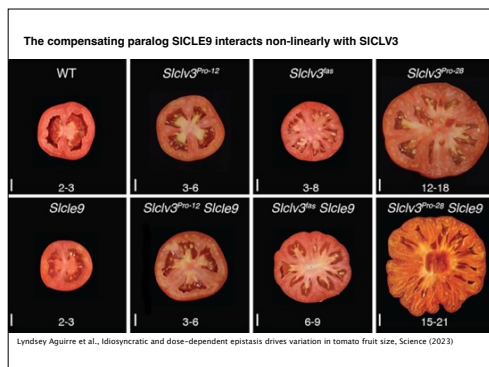 The compensating paralog SlCLE9 interacts non-linearly with SlCLV3
WT
Slclv3Pro-12
Slclv3fas
Slclv3Pro-28
2-3
3-6
3-8
12-18
Slcle9
Slclv3Pro-12 Slcle9
Slclv3fas Slcle9
Slclv3Pro-28 Slcle9
2-3
3-6
6-9
15-21
Lyndsey Aguirre et al., Idiosyncratic and dose-dependent epistasis drives variation in tomato fruit size, Science (2023)